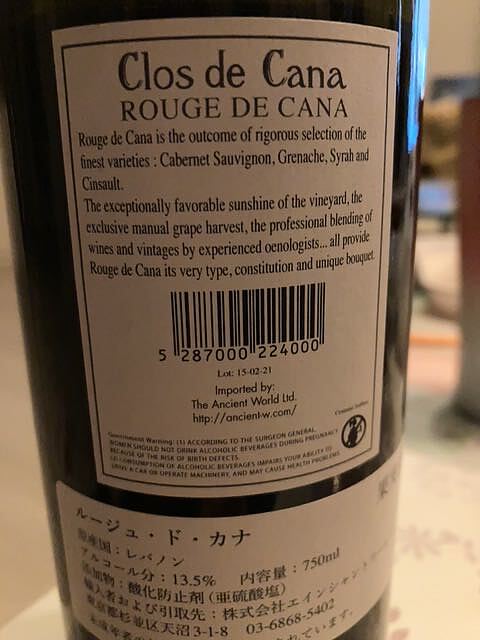 Clos de Cana
ROUGE DE CANA
Rouge de Cana is the outcome of rigorous selection of the
finest varieties : Cabernet Sauvignon, Grenache, Syrah and
Cinsault.
The exceptionally favorable sunshine of the vineyard, the
exclusive manual grape harvest, the professional blending of
wines and vintages by experienced oenologists... all provide
Rouge de Cana its very type, constitution and unique bouquet.
5 287000 224000
Lot: 15-02-21
Imported by:
The Ancient World Ltd.
http://ancient-w.com/
Contains Sulfites
Government Warning: (1) ACCORDING TO THE SURGEON GENERAL,
WOMEN SHOULD NOT DRINK ALCOHOLIC BEVERAGES DURING PREGNANCY
BECAUSE OF THE RISK OF BIRTH DEFECTS.
(2) CONSUMPTION OF ALCOHOLIC BEVERAGES IMPAIRS YOUR ABILITY TO
DRIVE A CAR OR OPERATE MACHINERY, AND MAY CAUSE HEALTH PROBLEMS.
ルージュ・ド・カナ
原産国：レバノン
アルコール分：13.5% 内容量：750ml
添加物：酸化防止剤（亜硫酸塩）
輸入者および引取先：株式会社エインシャント
東京都杉並区天沼3-1-8 03-6868-5402
未成年者の